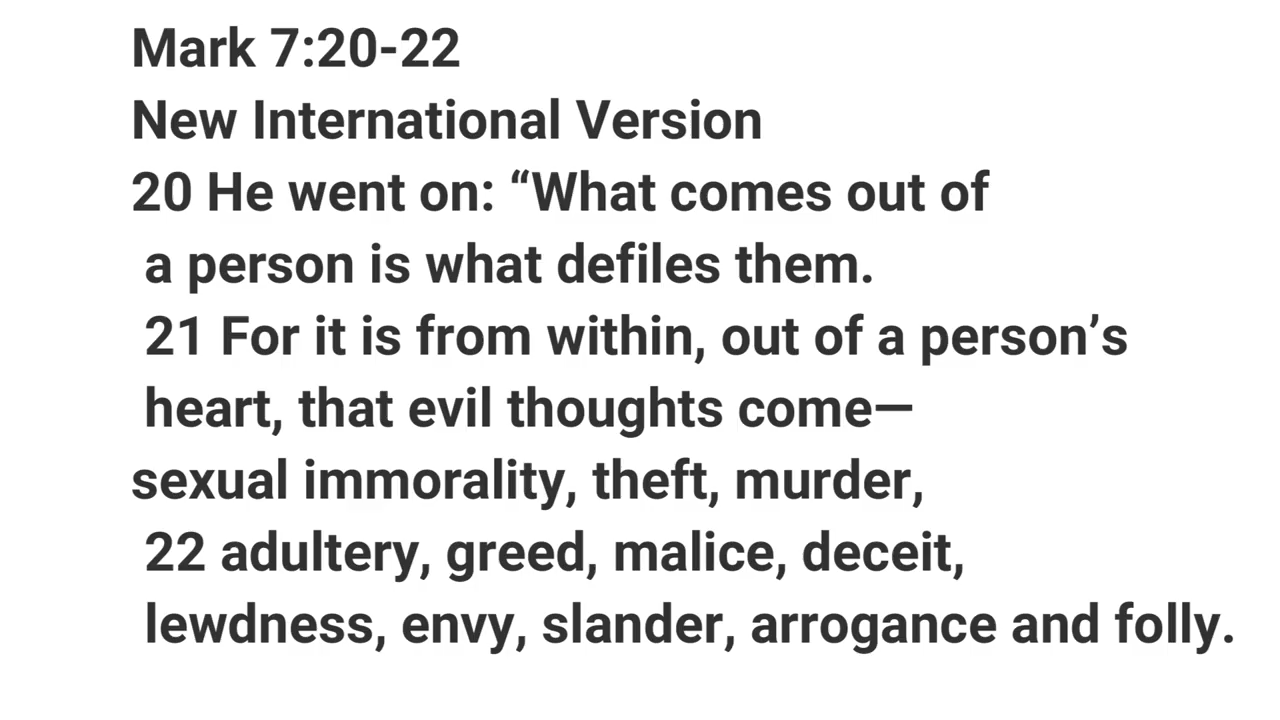 Mark 7:20-22
New International Version
20 He went on: “What comes out of
a person is what defiles them.
21 For it is from within, out of a person’s
heart, that evil thoughts come—
sexual immorality, theft, murder,
22 adultery, greed, malice, deceit,
lewdness, envy, slander, arrogance and folly.